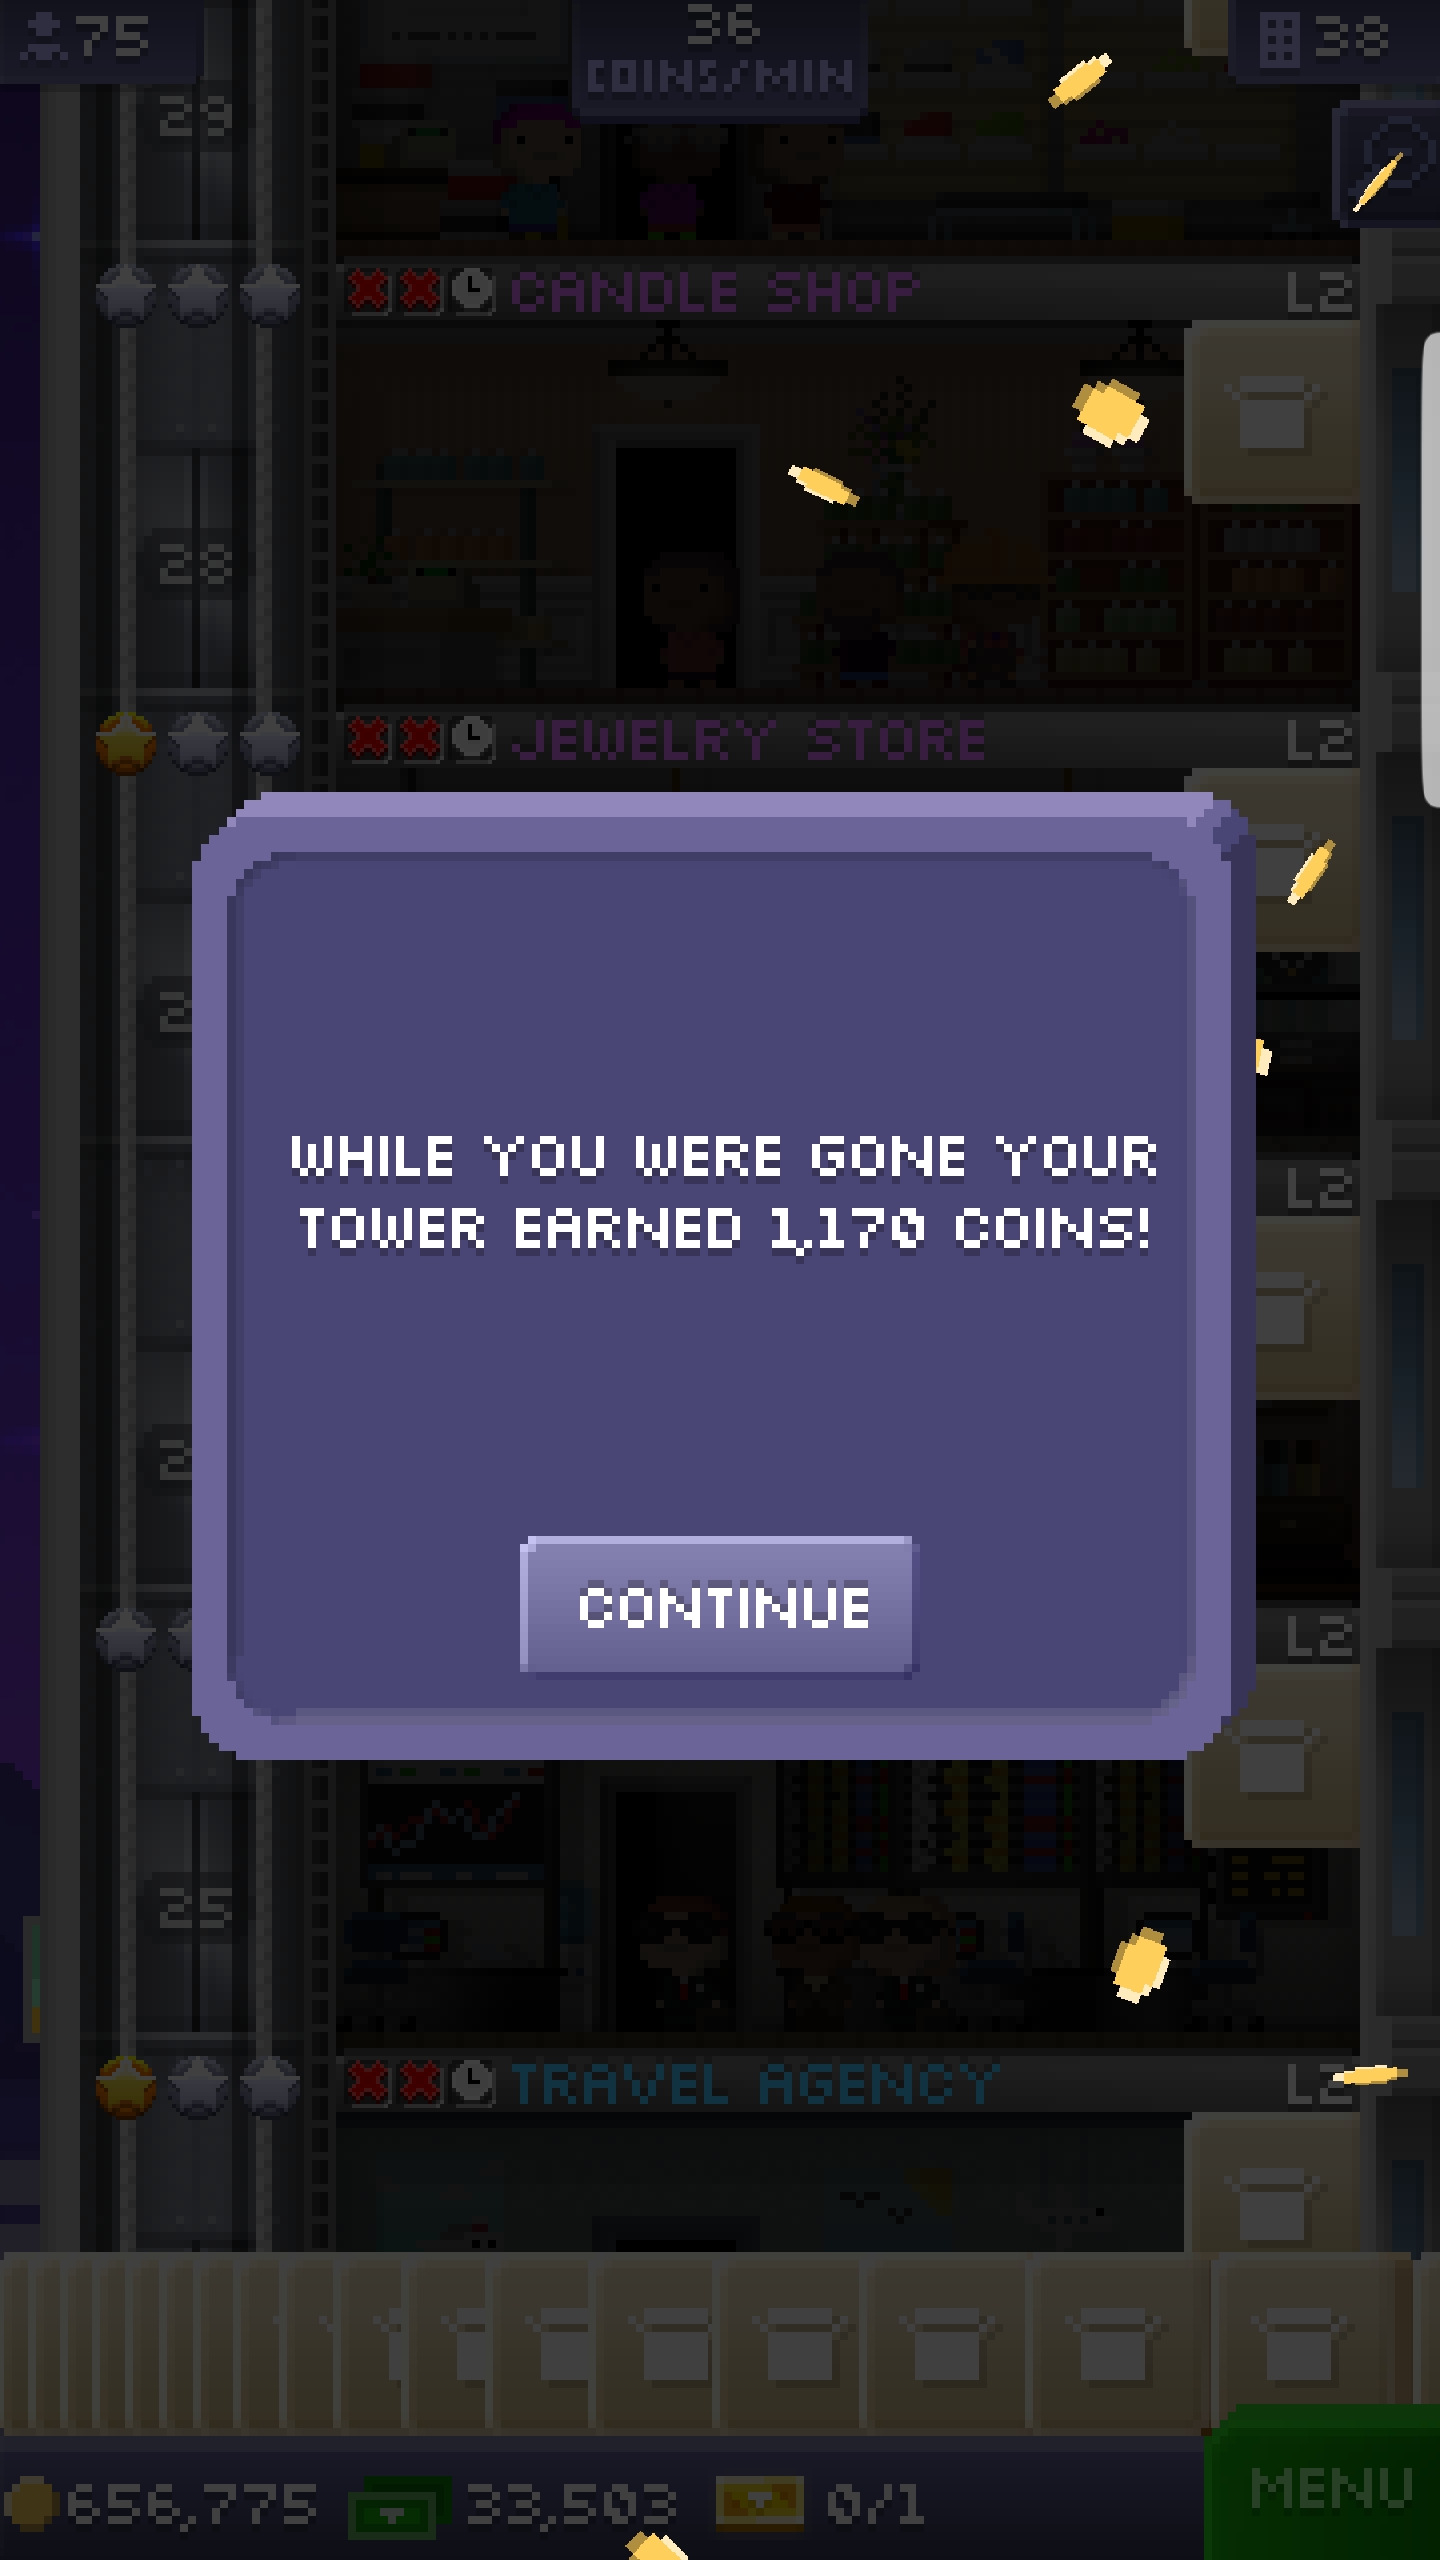 75
36
COINS/MIN
38
29
CANDLE SHOP
L2
28
JEWELRY STORE
L2
L2
WHILE YOU WERE GONE YOUR
TOWER EARNED 1,170 COINS!
CONTINUE
L2
25
TRAVEL AGENCY
656,775
33,503
0/1
MENU